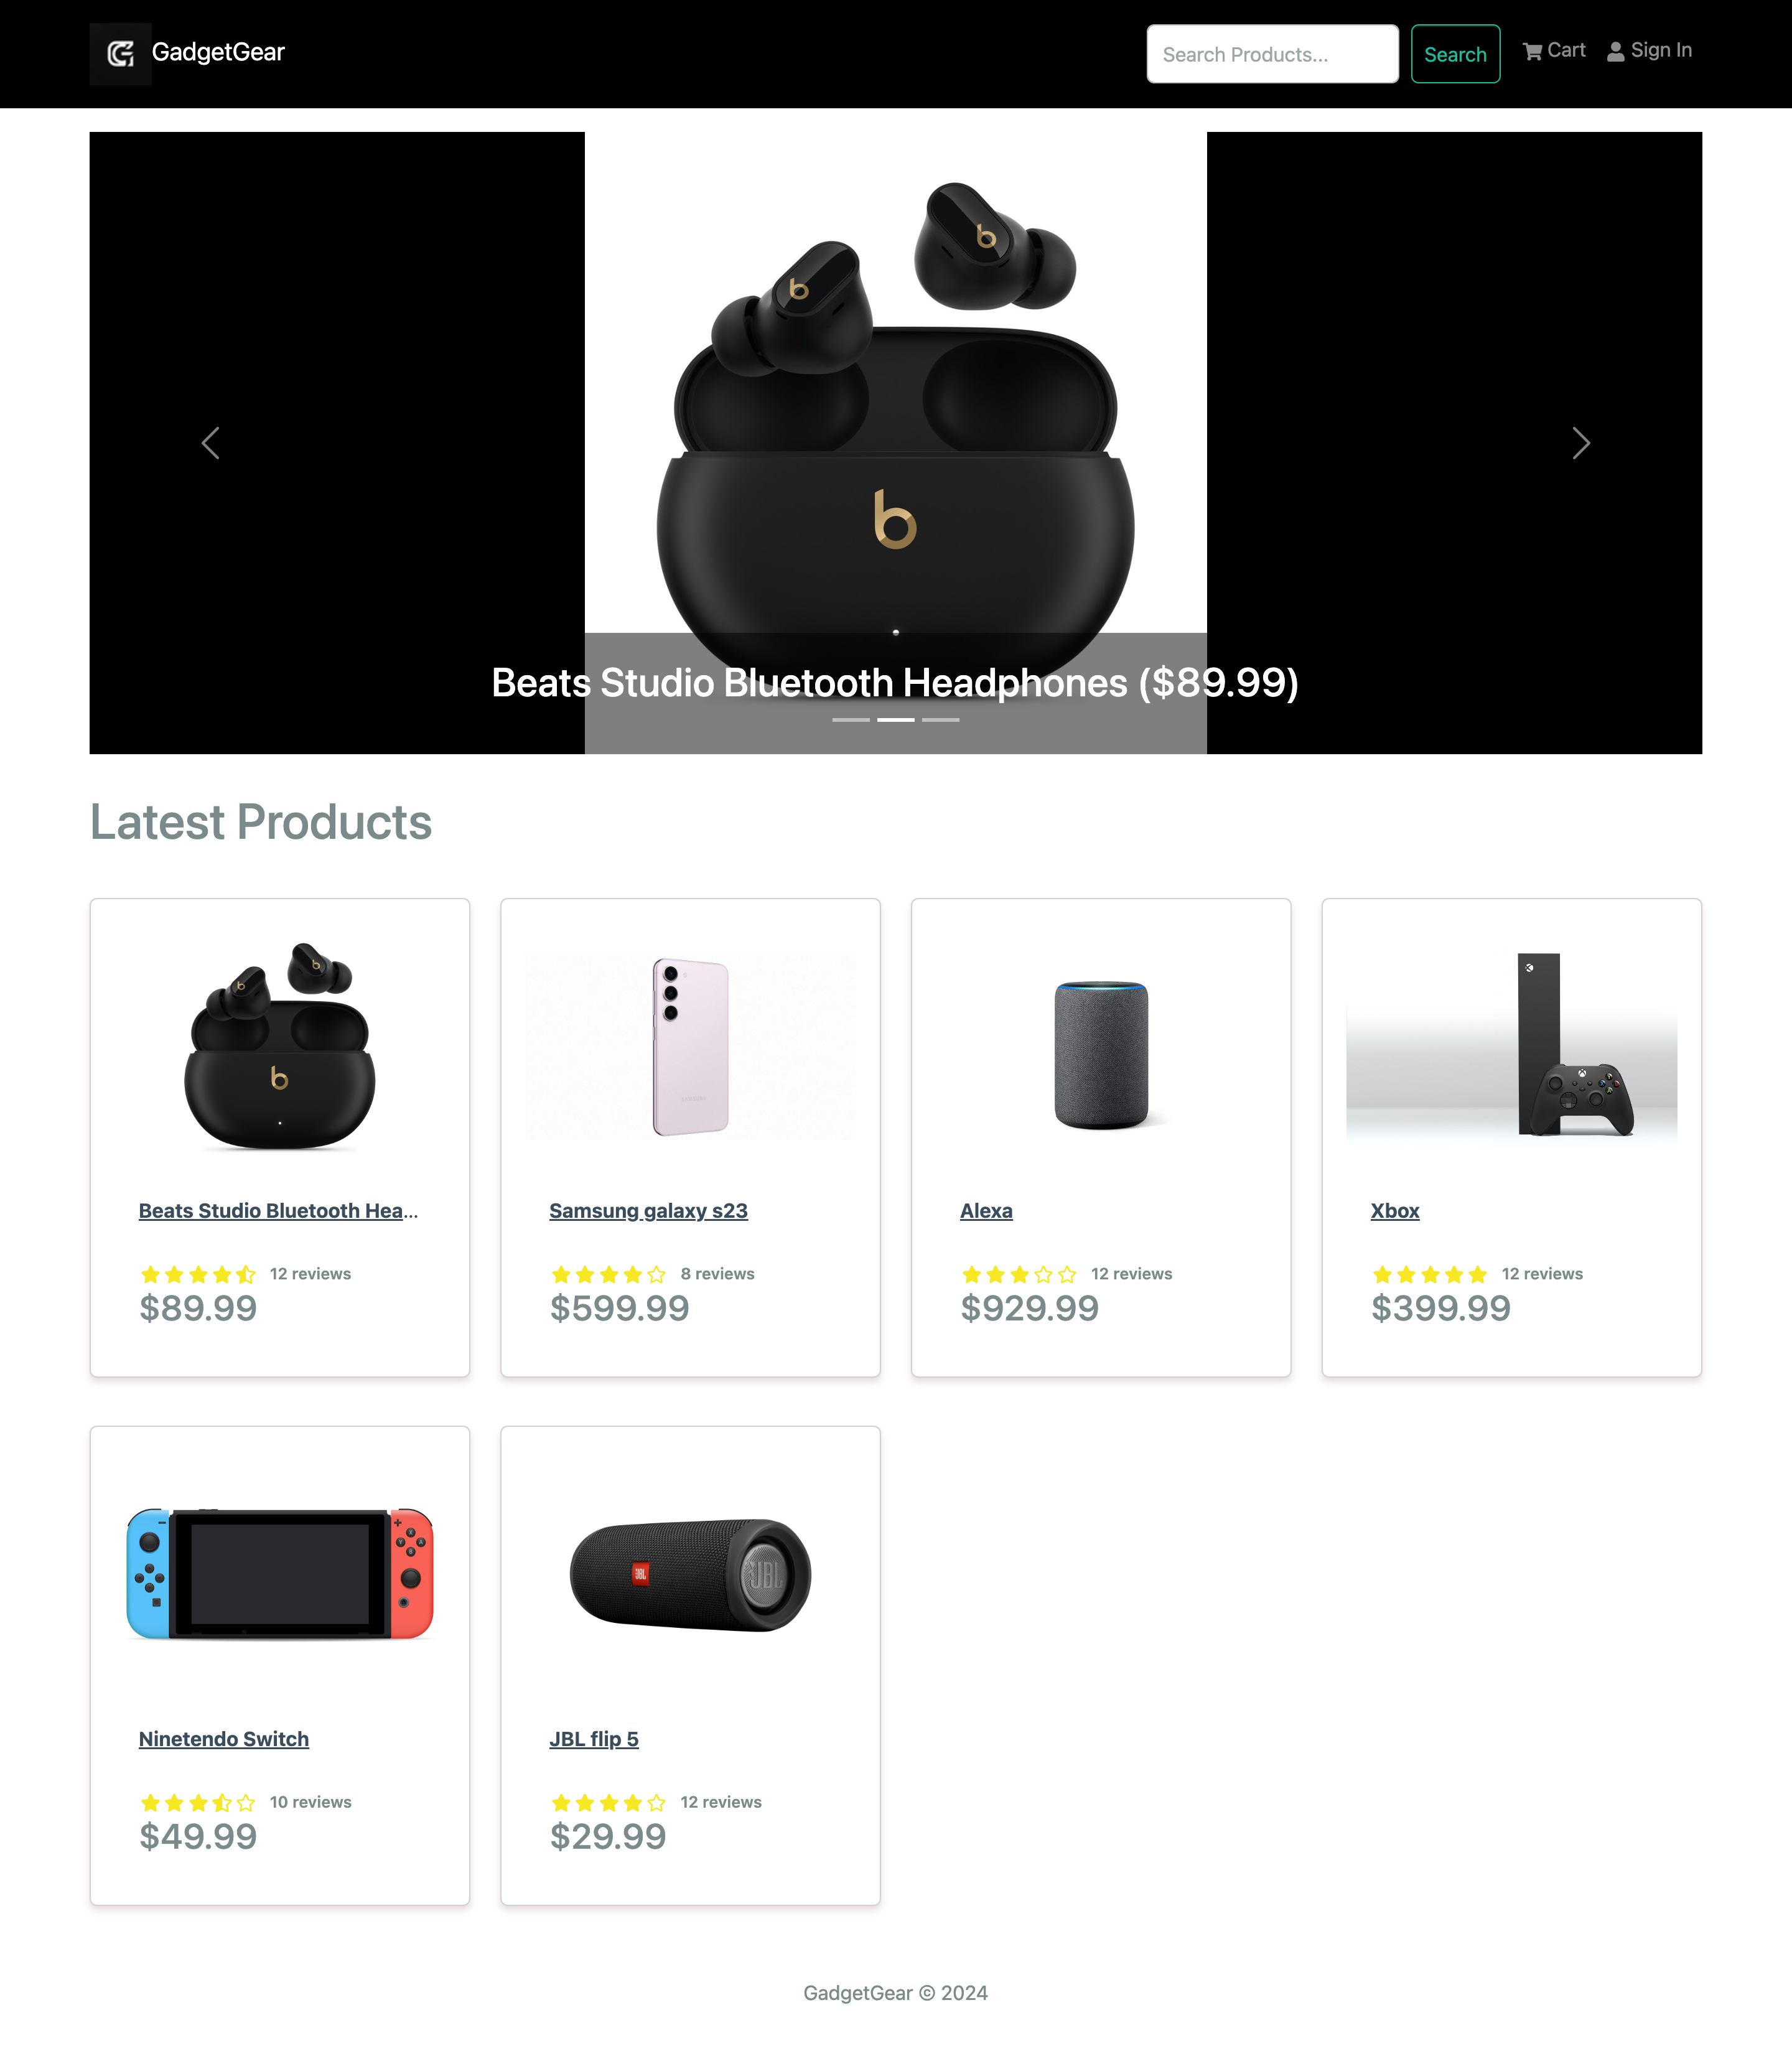 GadgetGear
Search Products...
Search
Cart
Sign In
Beats Studio Bluetooth Headphones ($89.99)
Latest Products
Beats Studio Bluetooth Hea...
12 reviews
$89.99
Samsung galaxy s23
8 reviews
$599.99
Alexa
12 reviews
$929.99
Xbox
12 reviews
$399.99
JBL
JBL
Ninetendo Switch
10 reviews
$49.99
JBL flip 5
12 reviews
$29.99
GadgetGear © 2024